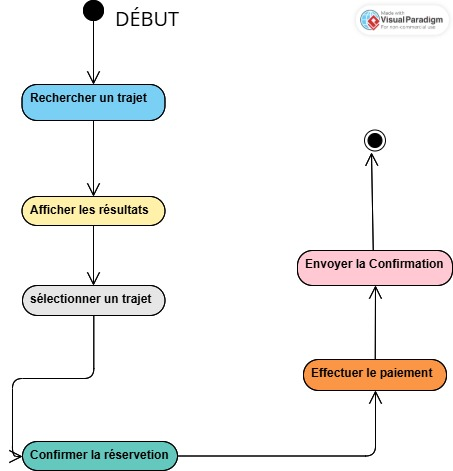 DÉBUT
Made with
Visual Paradigm
For non-commercial use
Rechercher un trajet
Afficher les résultats
sélectionner un trajet
Confirmer la réservetion
Effectuer le paiement
Envoyer la Confirmation